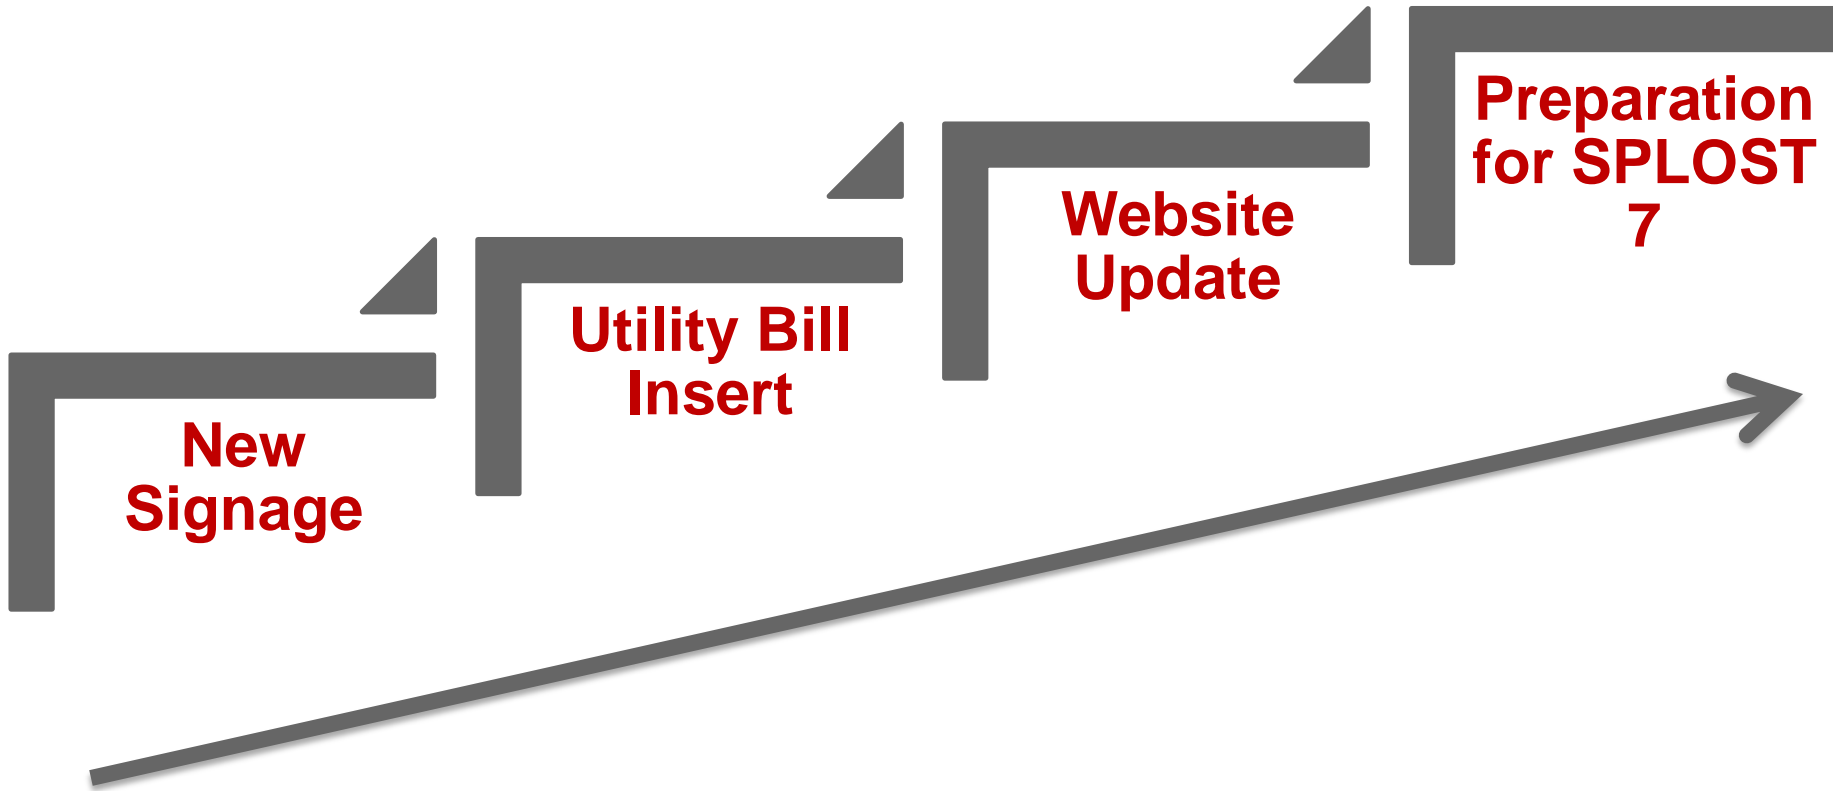 New
Signage
Utility Bill
Insert
Website
Update
Preparation
for SPLOST
7